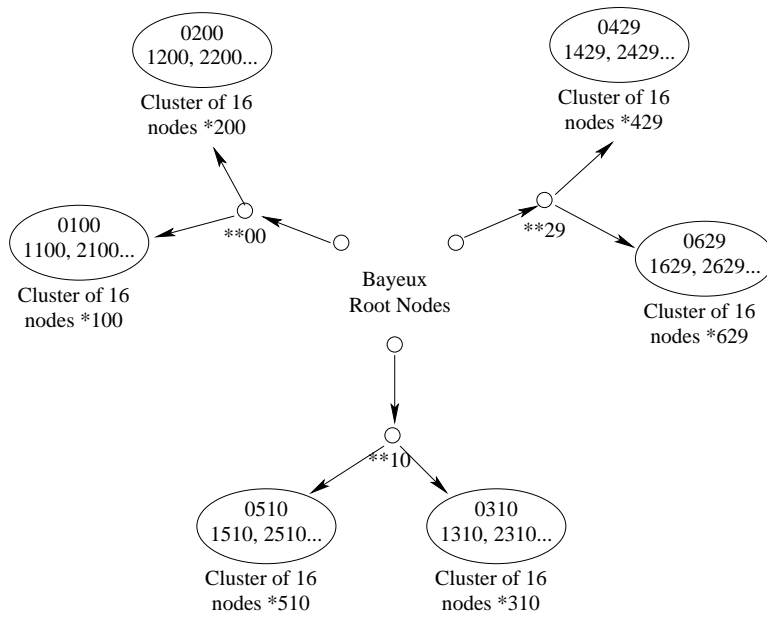 0200
1200, 2200...
Cluster of 16
nodes *200
0429
1429, 2429...
Cluster of 16
nodes *429
0100
1100, 2100...
Cluster of 16
nodes *100
**00
**29
0629
1629, 2629...
Cluster of 16
nodes *629
Bayeux
Root Nodes
**10
0510
1510, 2510...
Cluster of 16
nodes *510
0310
1310, 2310...
Cluster of 16
nodes *310